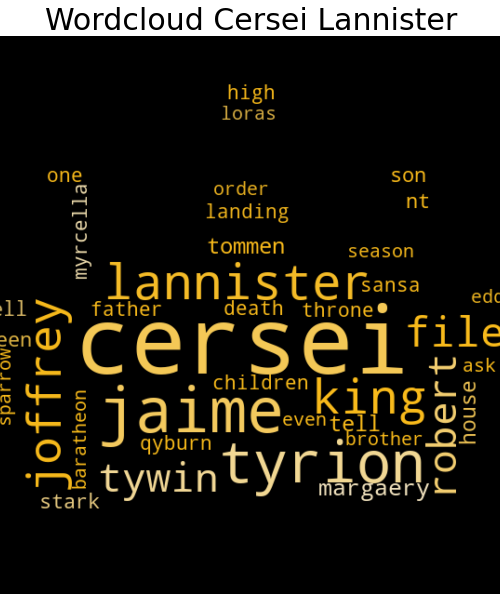 Wordcloud Cersei Lannister
high
loras
one
son
myrcella
order
nt
landing
tommen
season
lannister
sansa
edd
ell
father
death
throne
joffrey
cersei
file
een
sparrow
ask
children
king
robert
house
jaime
baratheon
even
tell
qyburn
brother
tyrion
tywin
margaery
stark